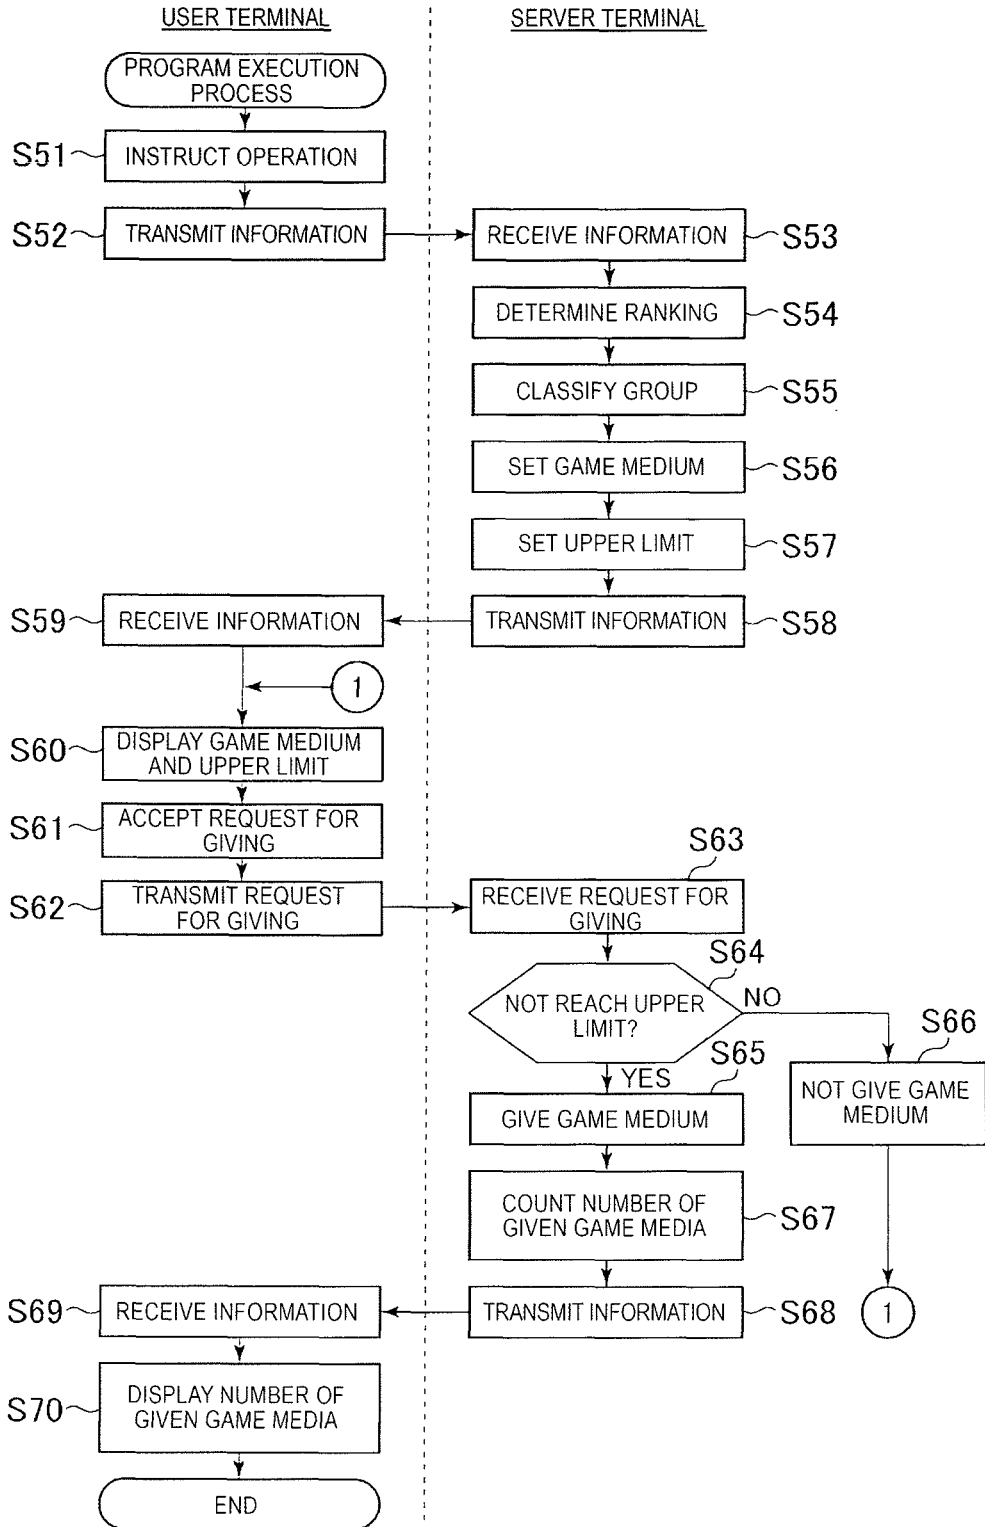 USER TERMINAL
SERVER TERMINAL
PROGRAM EXECUTION
PROCESS
S51
INSTRUCT OPERATION
S52
TRANSMIT INFORMATION
RECEIVE INFORMATION
S53
DETERMINE RANKING
S54
CLASSIFY GROUP
S55
SET GAME MEDIUM
S56
SET UPPER LIMIT
S57
S59
RECEIVE INFORMATION
TRANSMIT INFORMATION
S58
1
S60
DISPLAY GAME MEDIUM
AND UPPER LIMIT
S61
ACCEPT REQUEST FOR
GIVING
S62
TRANSMIT REQUEST
FOR GIVING
S63
RECEIVE REQUEST FOR
GIVING
S64
NOT REACH UPPER
LIMIT?
NO
YES
S66
NOT GIVE GAME
MEDIUM
S65
GIVE GAME MEDIUM
COUNT NUMBER OF
GIVEN GAME MEDIA
S67
S69
RECEIVE INFORMATION
TRANSMIT INFORMATION
S68
1
S70
DISPLAY NUMBER OF
GIVEN GAME MEDIA
END